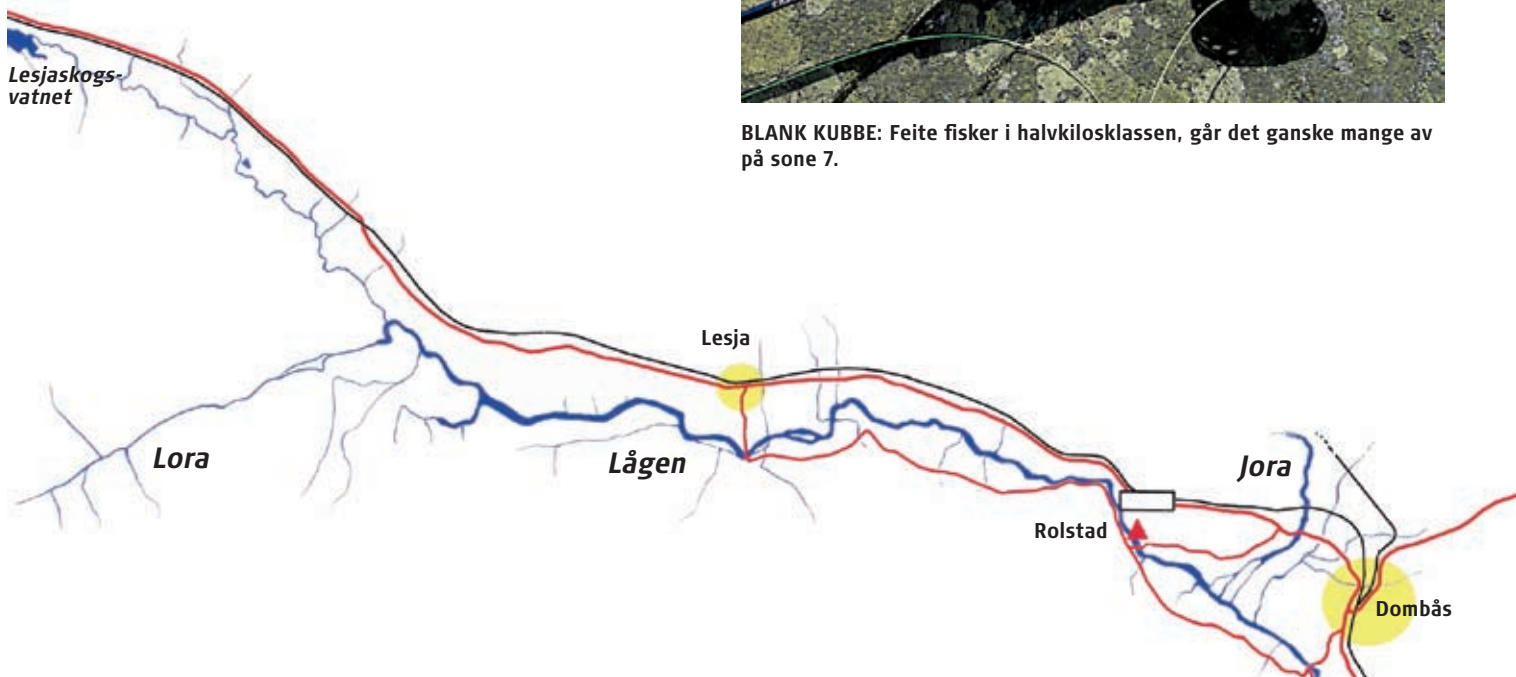 Lesjaskogs-
vatnet
BLANK KUBBE: Feite fisker i halvkilosklassen, går det ganske mange av
på sone 7.
Lesja
Lora
Lågen
Jora
Rolstad
Dombås